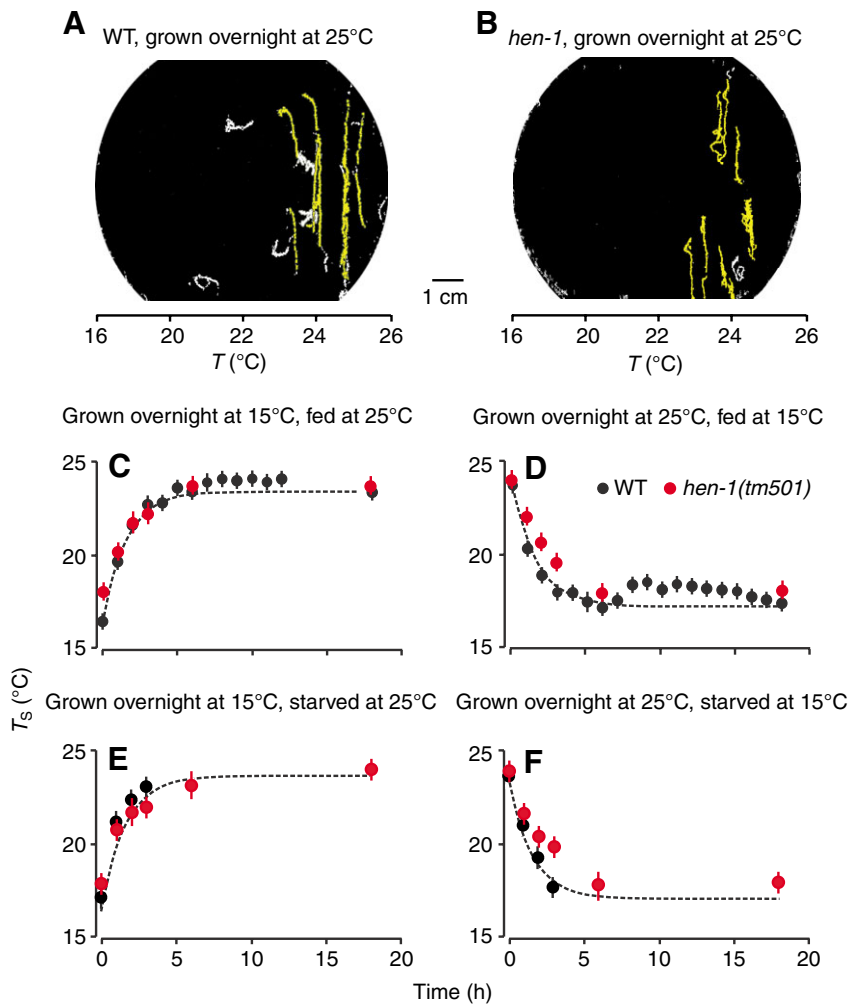 A
WT, grown overnight at 25°C
B
hen-1, grown overnight at 25°C
1 cm
16 20 22 24 26
T (°C)
16 20 22 24 26
T (°C)
Grown overnight at 15°C, fed at 25°C
Grown overnight at 25°C, fed at 15°C
C
25
20
15
D
WT hen-1(tm501)
25
20
15
Ts (°C)
Grown overnight at 15°C, starved at 25°C
Grown overnight at 25°C, starved at 15°C
E
25
20
15
0 5 10 15 20
F
25
20
15
0 5 10 15 20
Time (h)